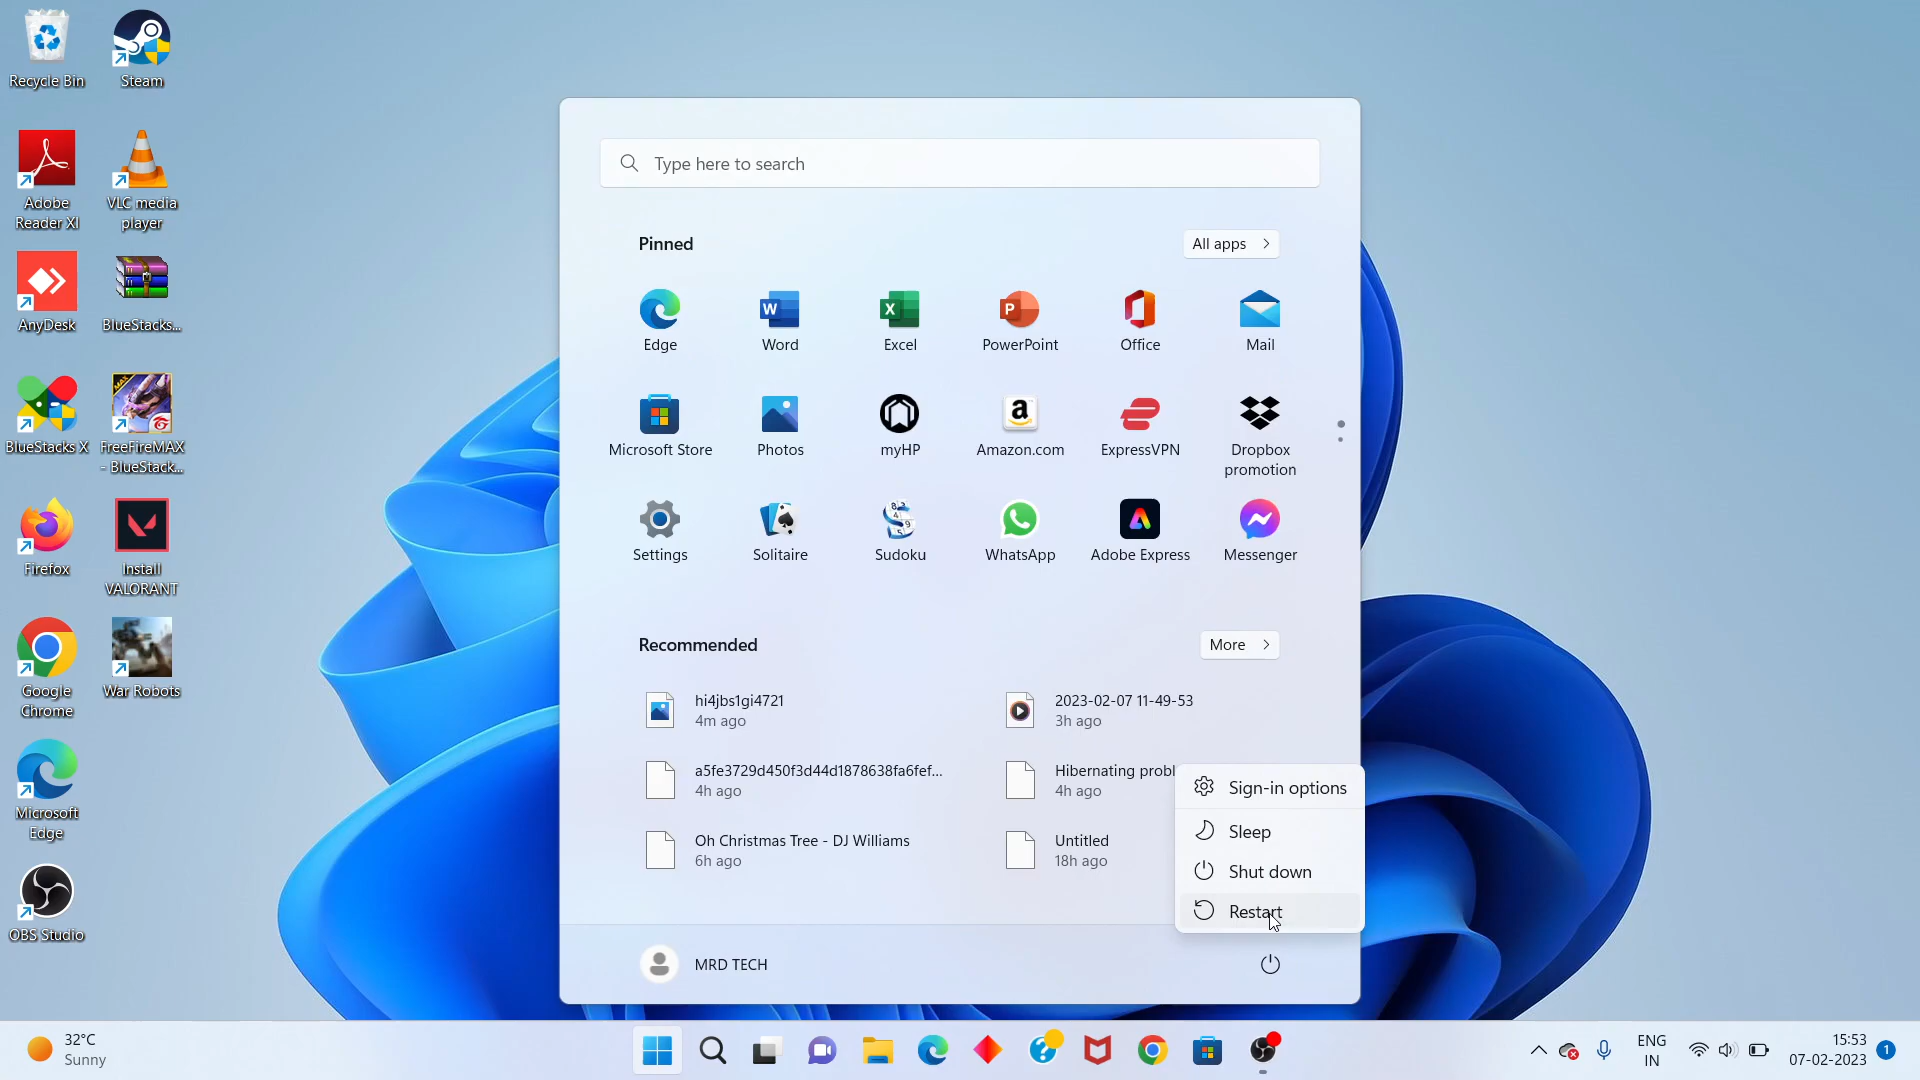 Recycle Bin
Steam
Adobe
Reader XI
VLC media
player
AnyDesk
BlueStacks...
BlueStacks X
FreeFireMAX
- BlueStack...
Firefox
Install
VALORANT
Google
Chrome
War Robots
Microsoft
Edge
OBS Studio
Type here to search
Pinned
All apps
Edge
Word
Excel
PowerPoint
Office
Mail
Microsoft Store
Photos
myHP
Amazon.com
ExpressVPN
Dropbox
promotion
Settings
Solitaire
Sudoku
WhatsApp
Adobe Express
Messenger
Recommended
More
hi4jbs1gi4721
4m ago
2023-02-07 11-49-53
3h ago
a5fe3729d450f3d44d1878638fa6fef...
4h ago
Hibernating probl
4h ago
Oh Christmas Tree - DJ Williams
6h ago
Untitled
18h ago
Sign-in options
Sleep
Shut down
Restart
MRD TECH
32°C
Sunny
ENG
IN
15:53
07-02-2023
1